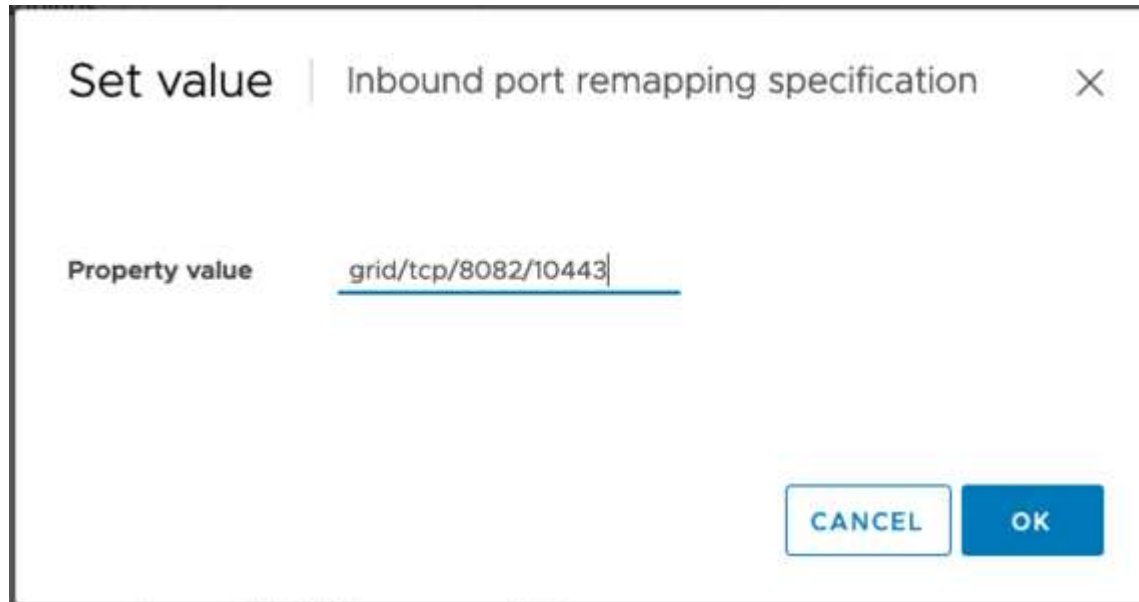 Set value
Inbound port remapping specification
Property value
grid/tcp/8082/10443
CANCEL
OK